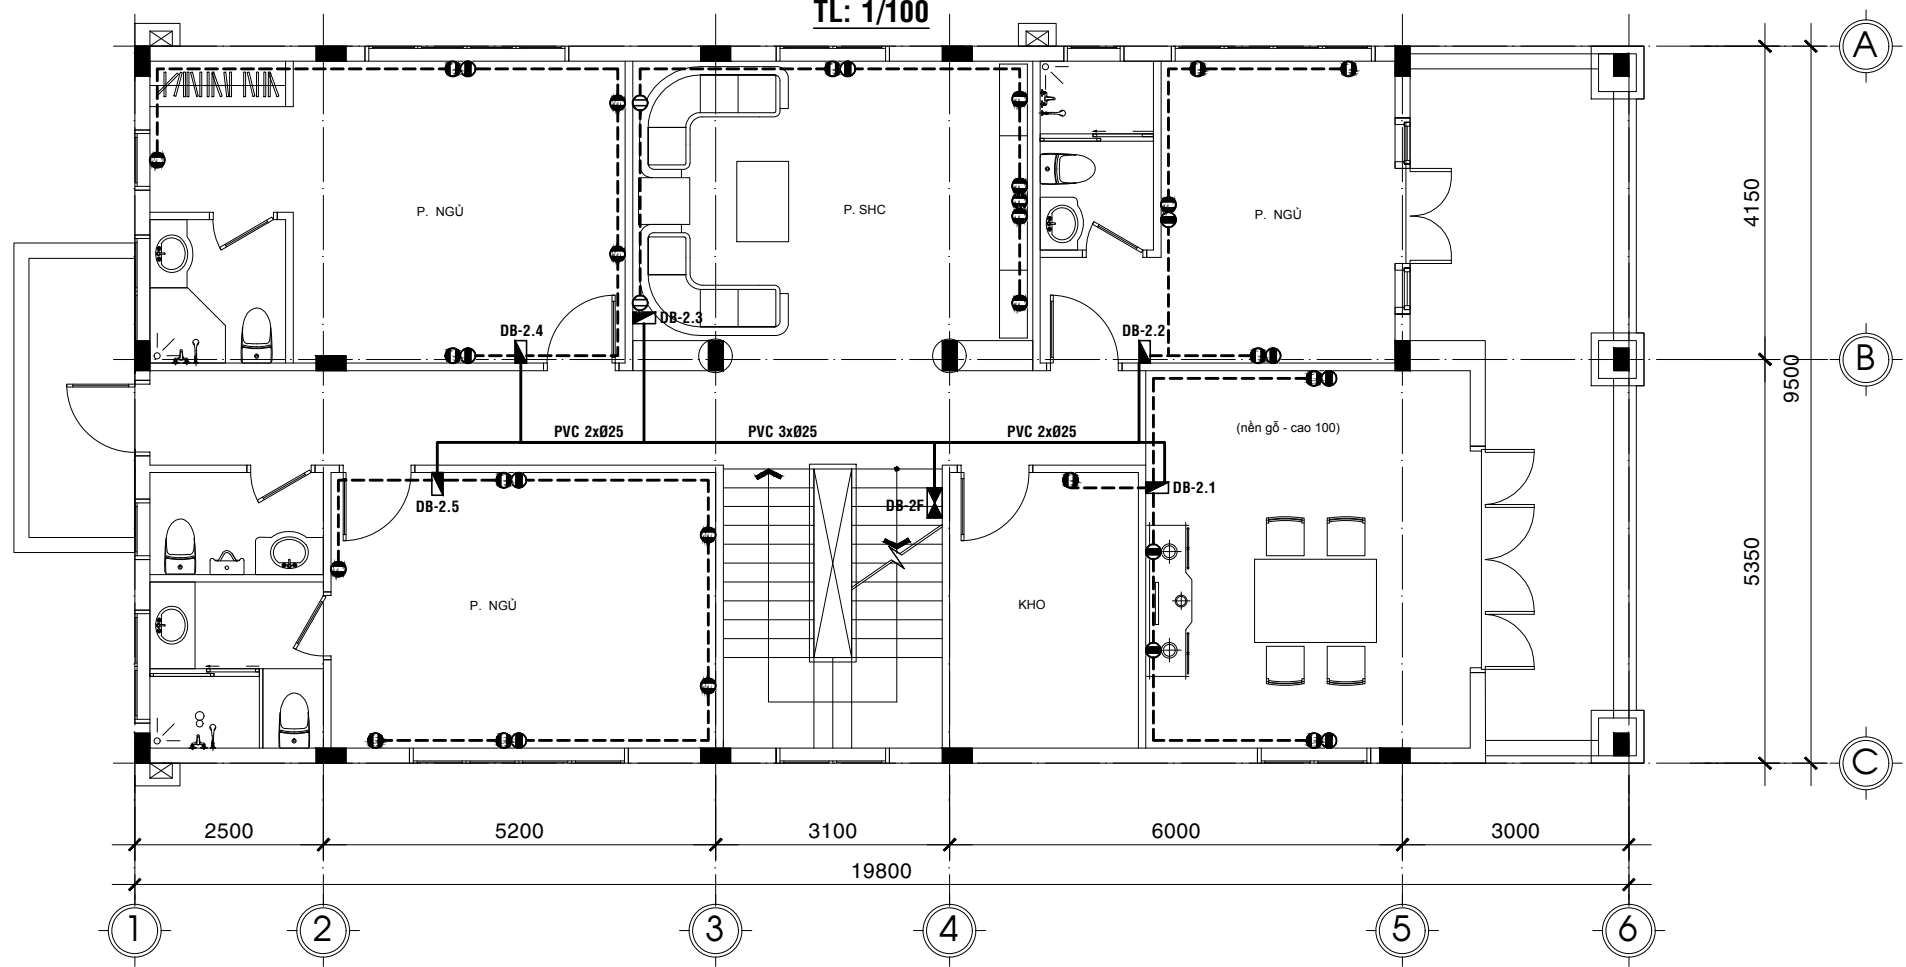 TL: 1/100
A
P. NGỦ
P. SHC
P. NGỦ
4150
DB-2.4
DB-2.3
DB-2.2
B
9500
PVC 2xØ25
PVC 3xØ25
PVC 2xØ25
(nền gỗ - cao 100)
DB-2.5
DB-2F
DB-2.1
5350
P. NGỦ
KHO
C
2500
5200
3100
6000
3000
19800
1
2
3
4
5
6